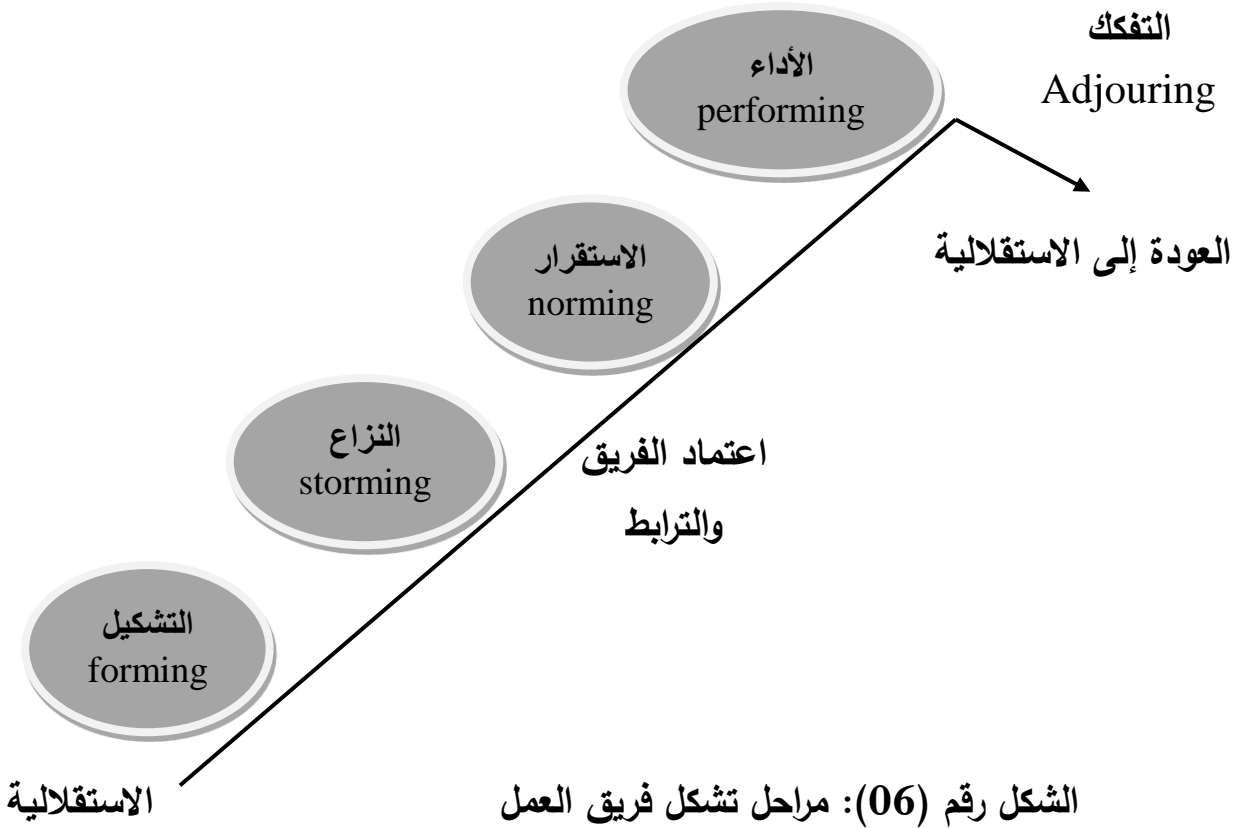 التفكك
Adjouring
الأداء
performing
العودة إلى الاستقلالية
الاستقرار
norming
النزاع
storming
اعتماد الفريق
والترابط
التشكيل
forming
الاستقلالية
الشكل رقم (06): مراحل تشكل فريق العمل